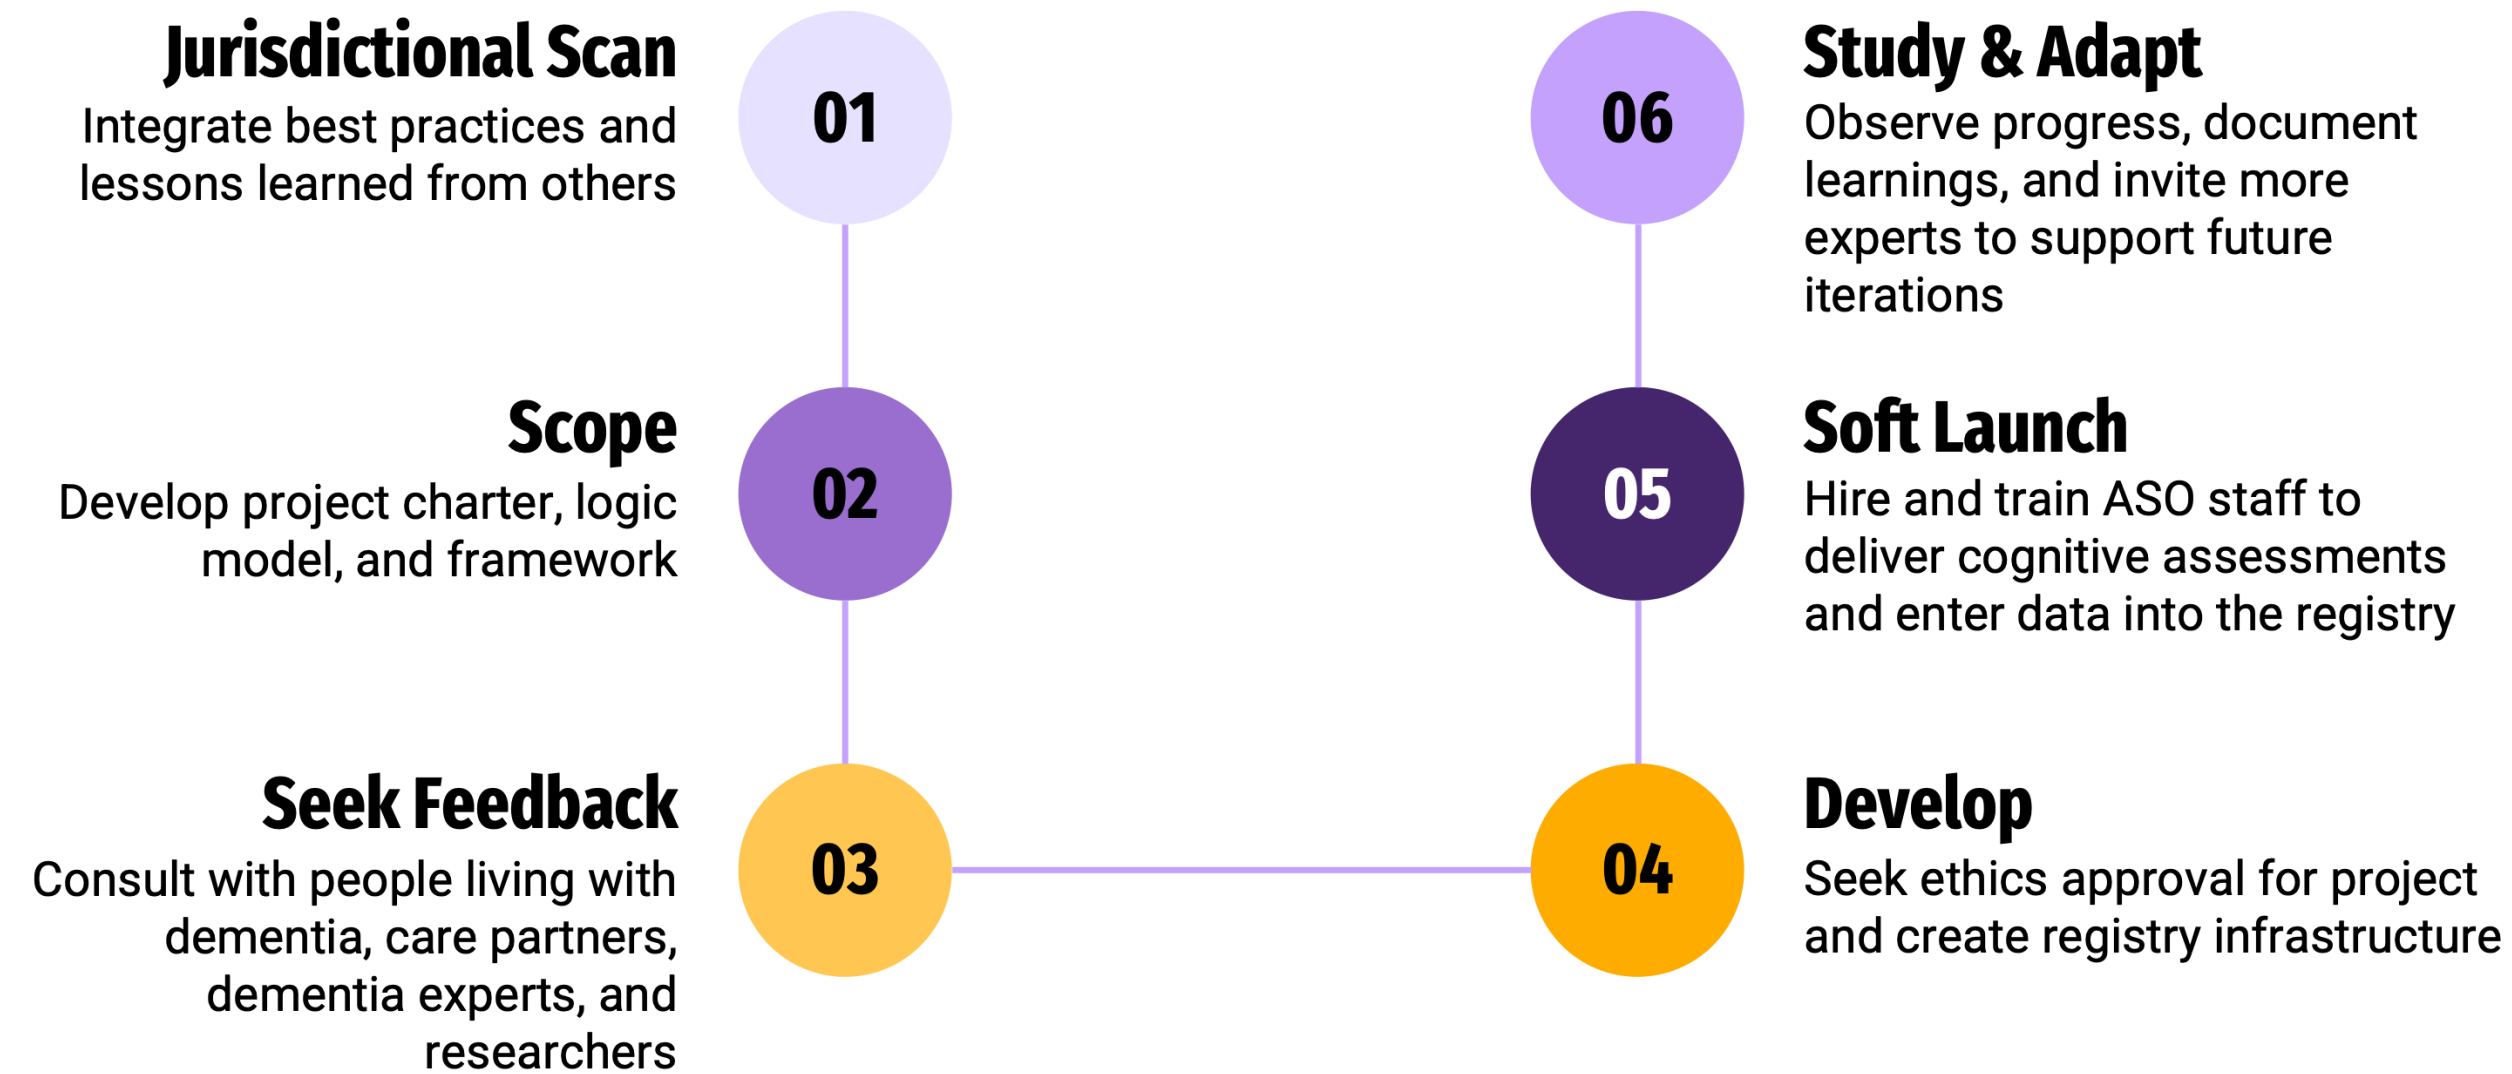 Jurisdictional Scan
Integrate best practices and
lessons learned from others
01
Scope
Develop project charter, logic
model, and framework
02
Seek Feedback
Consult with people living with
dementia, care partners,
dementia experts, and
researchers
03
04
Develop
Seek ethics approval for project
and create registry infrastructure
05
Soft Launch
Hire and train ASO staff to
deliver cognitive assessments
and enter data into the registry
06
Study & Adapt
Observe progress, document
learnings, and invite more
experts to support future
iterations